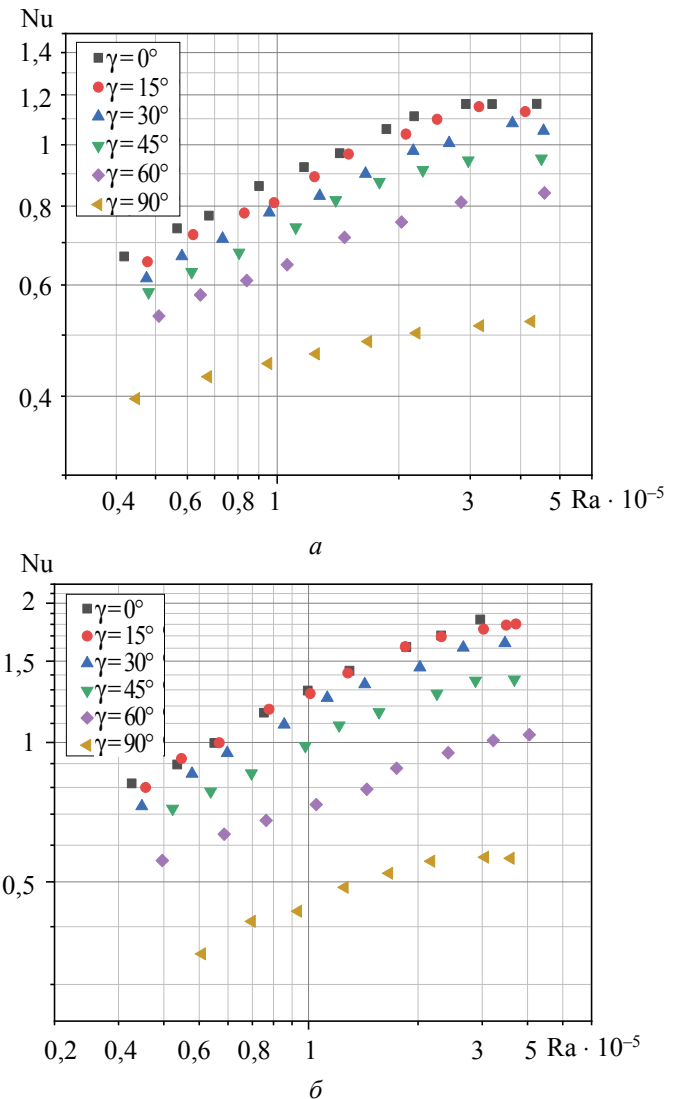 Nu
1,4
1,2
1
0,8
0,6
0,4
γ = 0°
γ = 15°
γ = 30°
γ = 45°
γ = 60°
γ = 90°
0,4 0,6 0,8 1 3 5 Ra · 10⁻⁵
а
Nu
2
1,5
1
0,5
γ = 0°
γ = 15°
γ = 30°
γ = 45°
γ = 60°
γ = 90°
0,2 0,4 0,6 0,8 1 3 5 Ra · 10⁻⁵
б